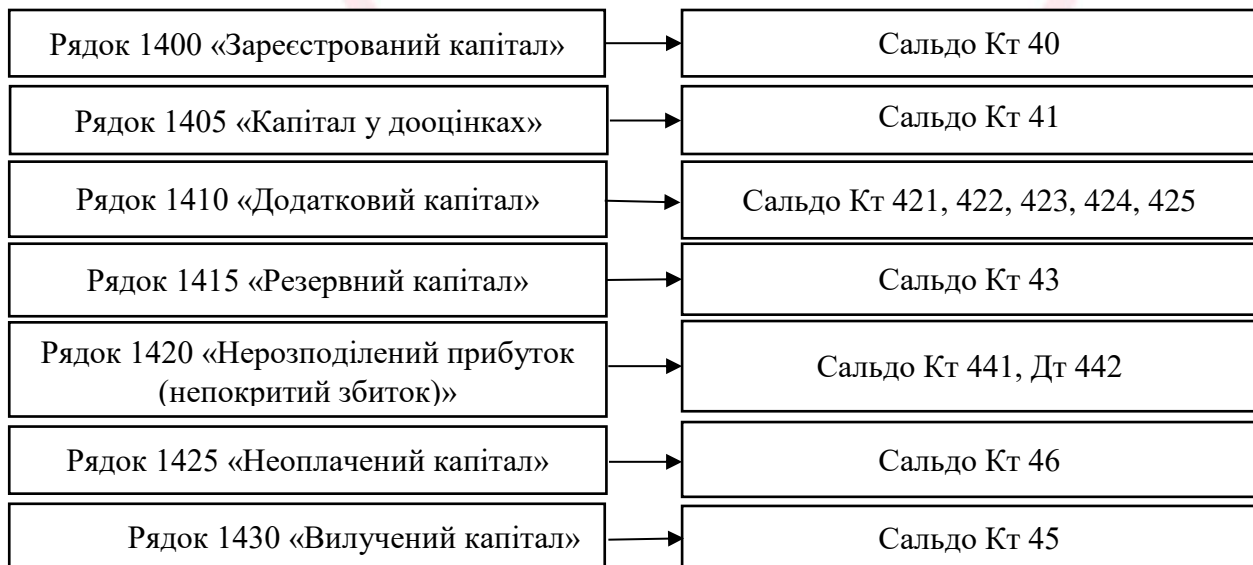 Рядок 1400 «Зареєстрований капітал»
Сальдо Кт 40
Рядок 1405 «Капітал у дооцінках»
Сальдо Кт 41
Рядок 1410 «Додатковий капітал»
Сальдо Кт 421, 422, 423, 424, 425
Рядок 1415 «Резервний капітал»
Сальдо Кт 43
Рядок 1420 «Нерозподілений прибуток
(непокритий збиток)»
Сальдо Кт 441, Дт 442
Рядок 1425 «Неоплачений капітал»
Сальдо Кт 46
Рядок 1430 «Вилучений капітал»
Сальдо Кт 45